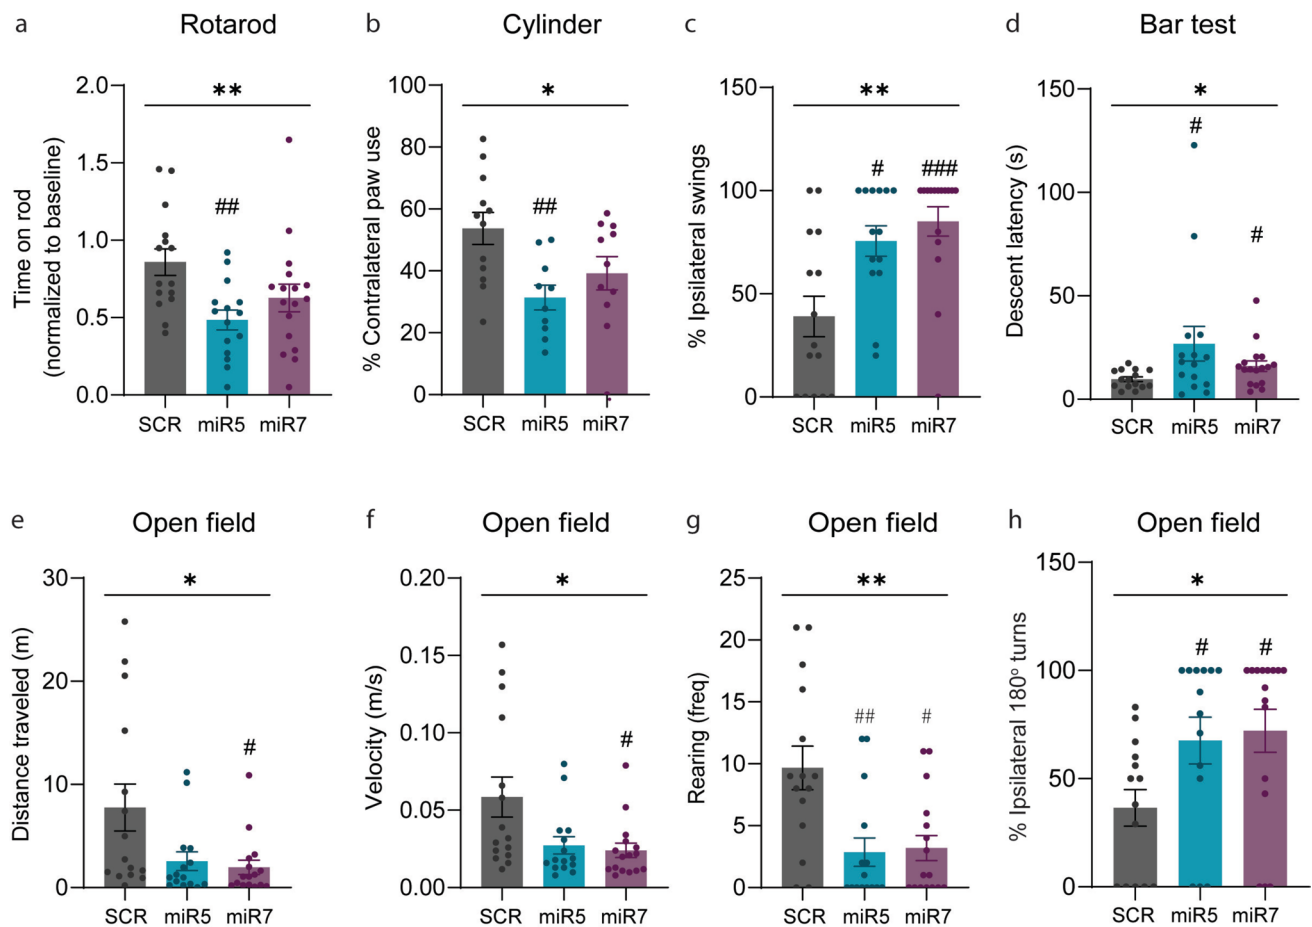 a Rotarod
Time on rod
(normalized to baseline)
2.0
1.5
1.0
0.5
0.0
**
##
SCR miR5 miR7
b Cylinder
% Contralateral paw use
100
80
60
40
20
0
*
##
SCR miR5 miR7
c
% Ipsilateral swings
150
100
50
0
**
#
###
SCR miR5 miR7
d Bar test
Descent latency (s)
150
100
50
0
*
#
#
SCR miR5 miR7
e Open field
Distance traveled (m)
30
20
10
0
*
#
SCR miR5 miR7
f Open field
Velocity (m/s)
0.20
0.15
0.10
0.05
0.00
*
#
SCR miR5 miR7
g Open field
Rearing (freq)
25
20
15
10
5
0
**
##
#
SCR miR5 miR7
h Open field
% Ipsilateral 180º turns
150
100
50
0
*
#
#
SCR miR5 miR7